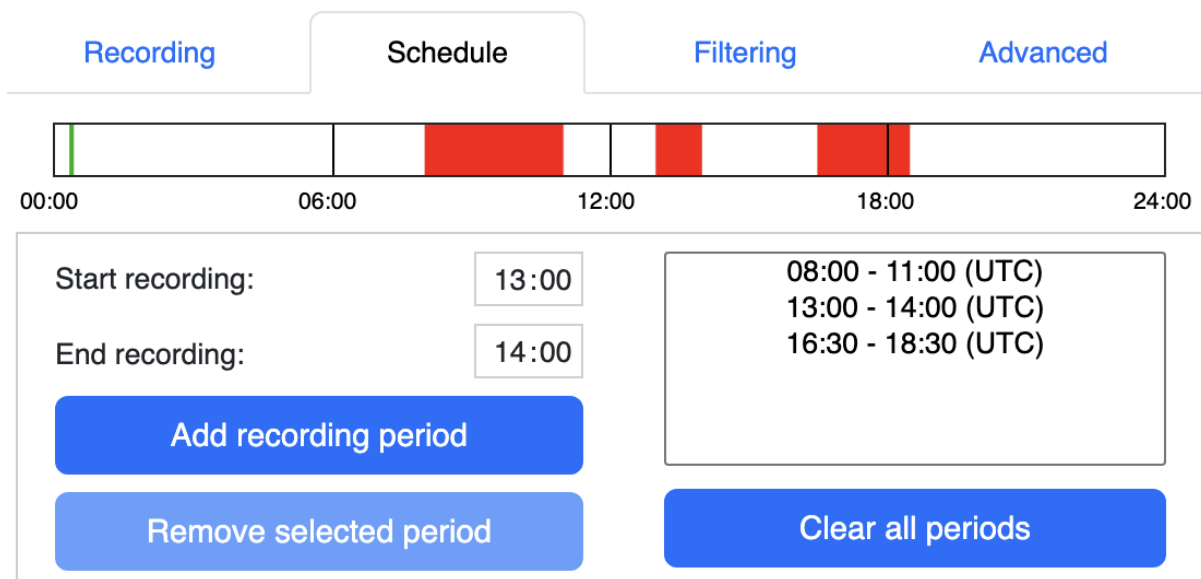 Recording Schedule Filtering Advanced
00:00 06:00 12:00 18:00 24:00
Start recording: 13:00
End recording: 14:00
Add recording period
Remove selected period
08:00 - 11:00 (UTC)
13:00 - 14:00 (UTC)
16:30 - 18:30 (UTC)
Clear all periods